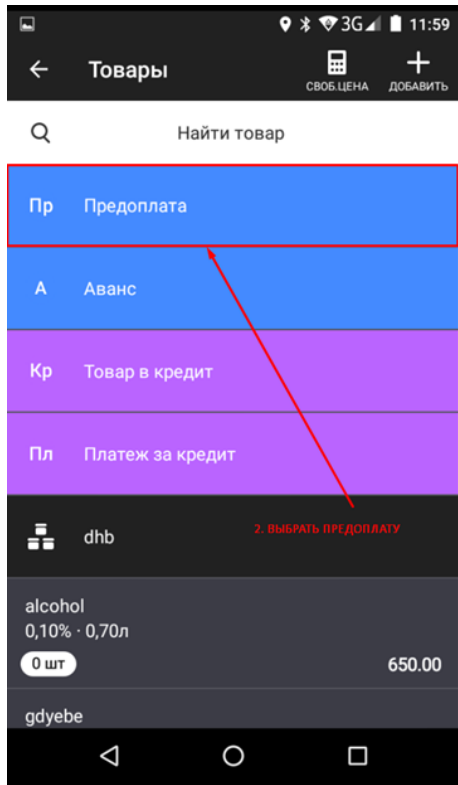 3G 11:59
Товары
СВОБ.ЦЕНА ДОБАВИТЬ
Найти товар
Пр Предоплата
А Аванс
Кр Товар в кредит
Пл Платеж за кредит
dhb
2. ВЫБРАТЬ ПРЕДОПЛАТУ
alcohol
0,10% · 0,70л
0 шт 650.00
gdyebe